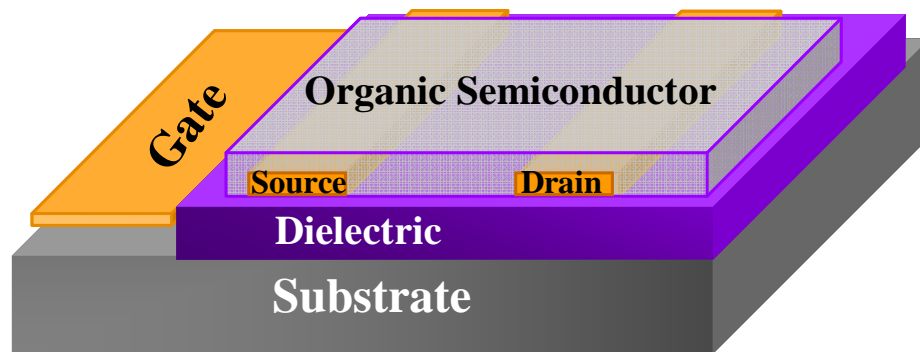 Organic Semiconductor
Gate
Source
Drain
Dielectric
Substrate